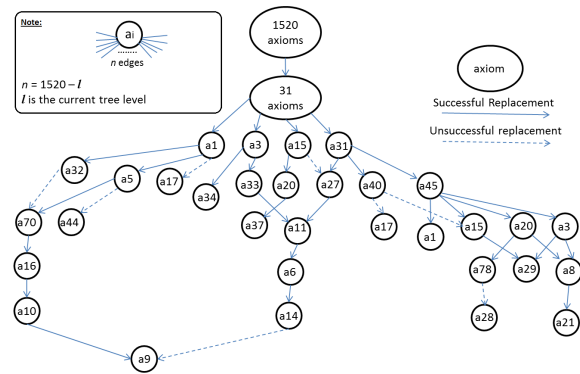 Note:
ai
n edges
n = 1520 – l
l is the current tree level
1520
axioms
31
axioms
axiom
Successful Replacement
Unsuccessful replacement
a1
a3
a15
a31
a32
a5
a17
a34
a33
a20
a27
a40
a45
a70
a44
a37
a11
a17
a1
a15
a20
a3
a16
a6
a78
a29
a8
a10
a14
a28
a21
a9